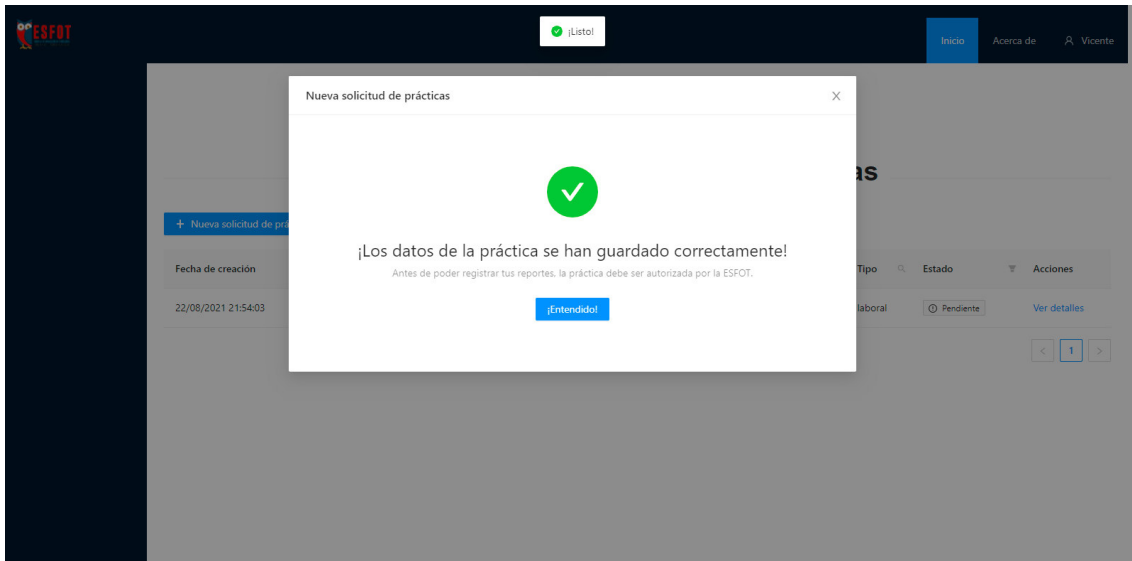 ESFOT
¡Listo!
Inicio
Acerca de
Vicente
Nueva solicitud de prácticas
as
+ Nueva solicitud de prá
¡Los datos de la práctica se han guardado correctamente!
Antes de poder registrar tus reportes, la práctica debe ser autorizada por la ESFOT.
Fecha de creación
Tipo
Estado
Acciones
¡Entendido!
22/08/2021 21:54:03
laboral
Pendiente
Ver detalles
< 1 >